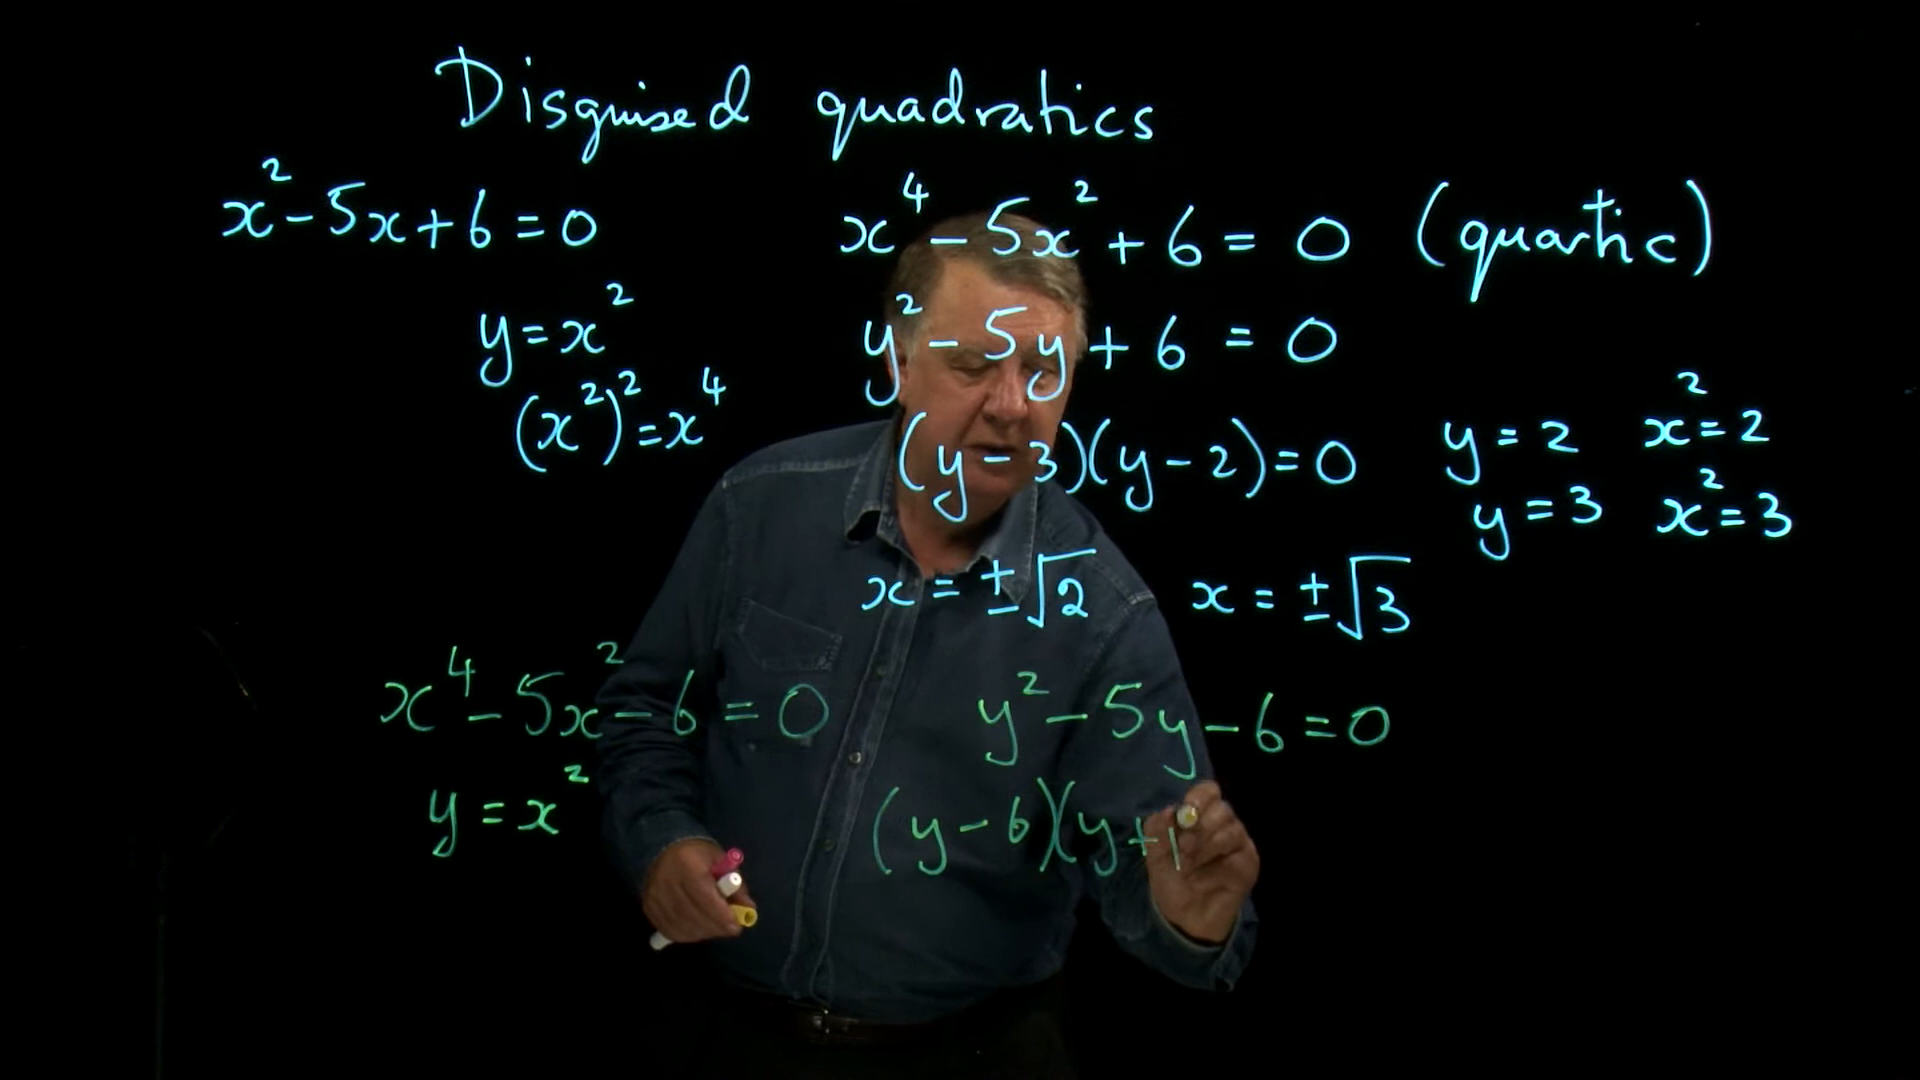 Disguised quadratics
x² - 5x + 6 = 0
x⁴ - 5x² + 6 = 0 (quartic)
y = x²
y² - 5y + 6 = 0
(x²)² = x⁴
(y - 3)(y - 2) = 0
y = 2 x² = 2
y = 3 x² = 3
x = ±√2 x = ±√3
x⁴ - 5x² - 6 = 0
y² - 5y - 6 = 0
y = x²
(y - 6)(y + 1